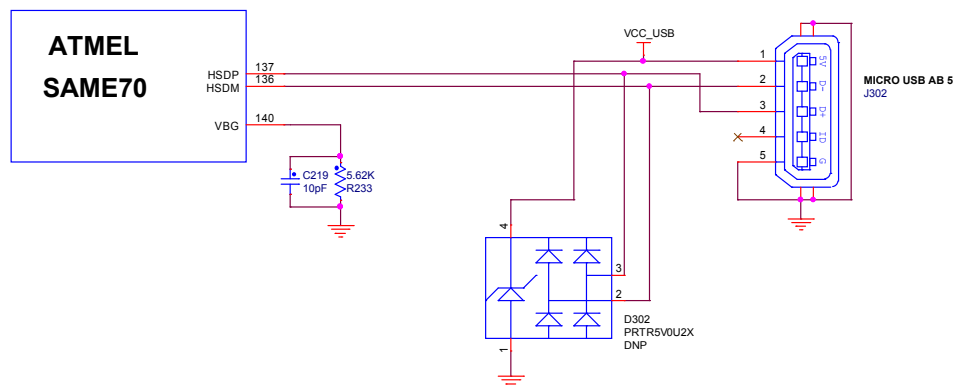 ATMEL
SAME70
HSDP
137
HSDM
136
VBG
140
C219
10pF
5.62K
R233
VCC_USB
1
2
3
4
5
5V
D-
D+
ID
G
MICRO USB AB 5
J302
4
3
2
1
D302
PRTR5V0U2X
DNP